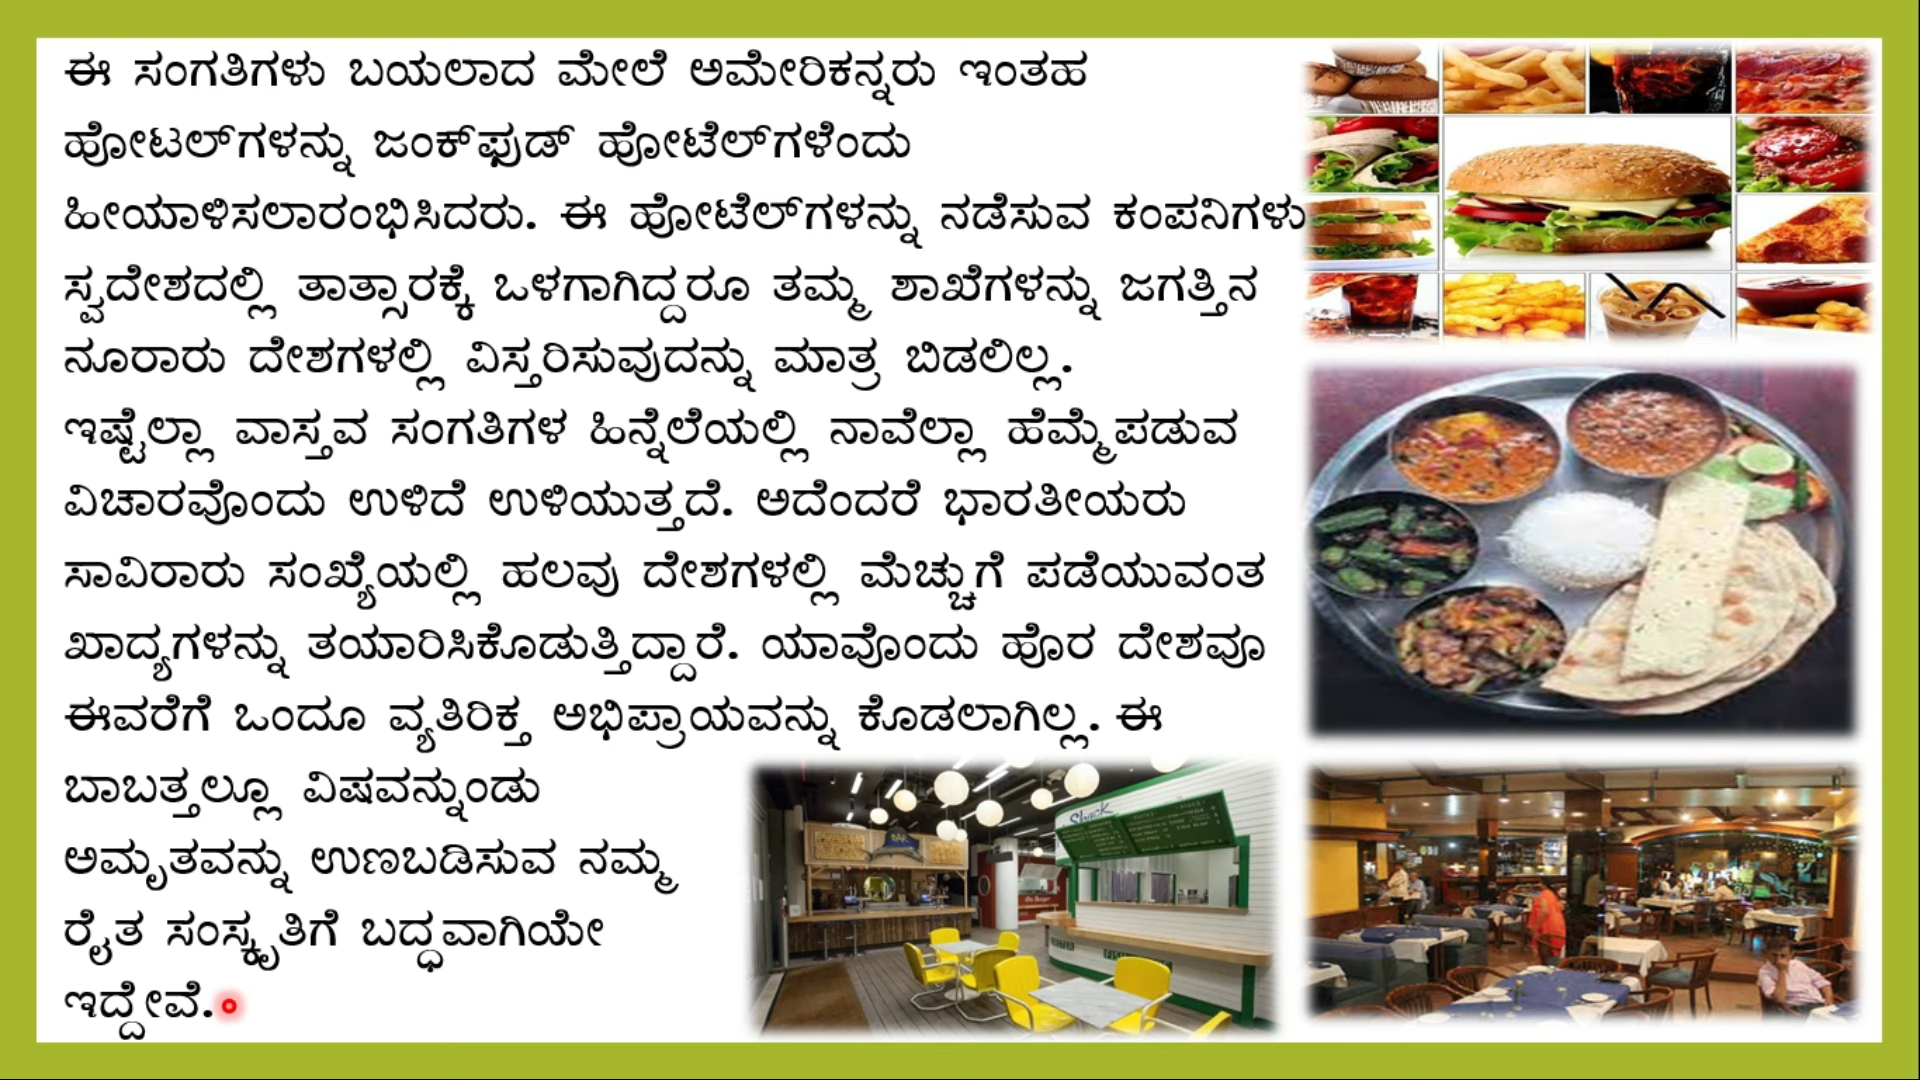 ಈ ಸಂಗತಿಗಳು ಬಯಲಾದ ಮೇಲೆ ಅಮೇರಿಕನ್ನರು ಇಂತಹ
ಹೋಟಲ್‌ಗಳನ್ನು ಜಂಕ್‌ಫುಡ್ ಹೋಟೆಲ್‌ಗಳೆಂದು
ಹೀಯಾಳಿಸಲಾರಂಭಿಸಿದರು. ಈ ಹೋಟೆಲ್‌ಗಳನ್ನು ನಡೆಸುವ ಕಂಪನಿಗಳು
ಸ್ವದೇಶದಲ್ಲಿ ತಾತ್ಸಾರಕ್ಕೆ ಒಳಗಾಗಿದ್ದರೂ ತಮ್ಮ ಶಾಖೆಗಳನ್ನು ಜಗತ್ತಿನ
ನೂರಾರು ದೇಶಗಳಲ್ಲಿ ವಿಸ್ತರಿಸುವುದನ್ನು ಮಾತ್ರ ಬಿಡಲಿಲ್ಲ.
ಇಷ್ಟೆಲ್ಲಾ ವಾಸ್ತವ ಸಂಗತಿಗಳ ಹಿನ್ನೆಲೆಯಲ್ಲಿ ನಾವೆಲ್ಲಾ ಹೆಮ್ಮೆಪಡುವ
ವಿಚಾರವೊಂದು ಉಳಿದೆ ಉಳಿಯುತ್ತದೆ. ಅದೆಂದರೆ ಭಾರತೀಯರು
ಸಾವಿರಾರು ಸಂಖ್ಯೆಯಲ್ಲಿ ಹಲವು ದೇಶಗಳಲ್ಲಿ ಮೆಚ್ಚುಗೆ ಪಡೆಯುವಂತ
ಖಾದ್ಯಗಳನ್ನು ತಯಾರಿಸಿಕೊಡುತ್ತಿದ್ದಾರೆ. ಯಾವೊಂದು ಹೊರ ದೇಶವೂ
ಈವರೆಗೆ ಒಂದೂ ವ್ಯತಿರಿಕ್ತ ಅಭಿಪ್ರಾಯವನ್ನು ಕೊಡಲಾಗಿಲ್ಲ. ಈ
ಬಾಬತ್ತಲ್ಲೂ ವಿಷವನ್ನುಂಡು
ಅಮೃತವನ್ನು ಉಣಬಡಿಸುವ ನಮ್ಮ
ರೈತ ಸಂಸ್ಕೃತಿಗೆ ಬದ್ಧವಾಗಿಯೇ
ಇದ್ದೇವೆ.
Shack